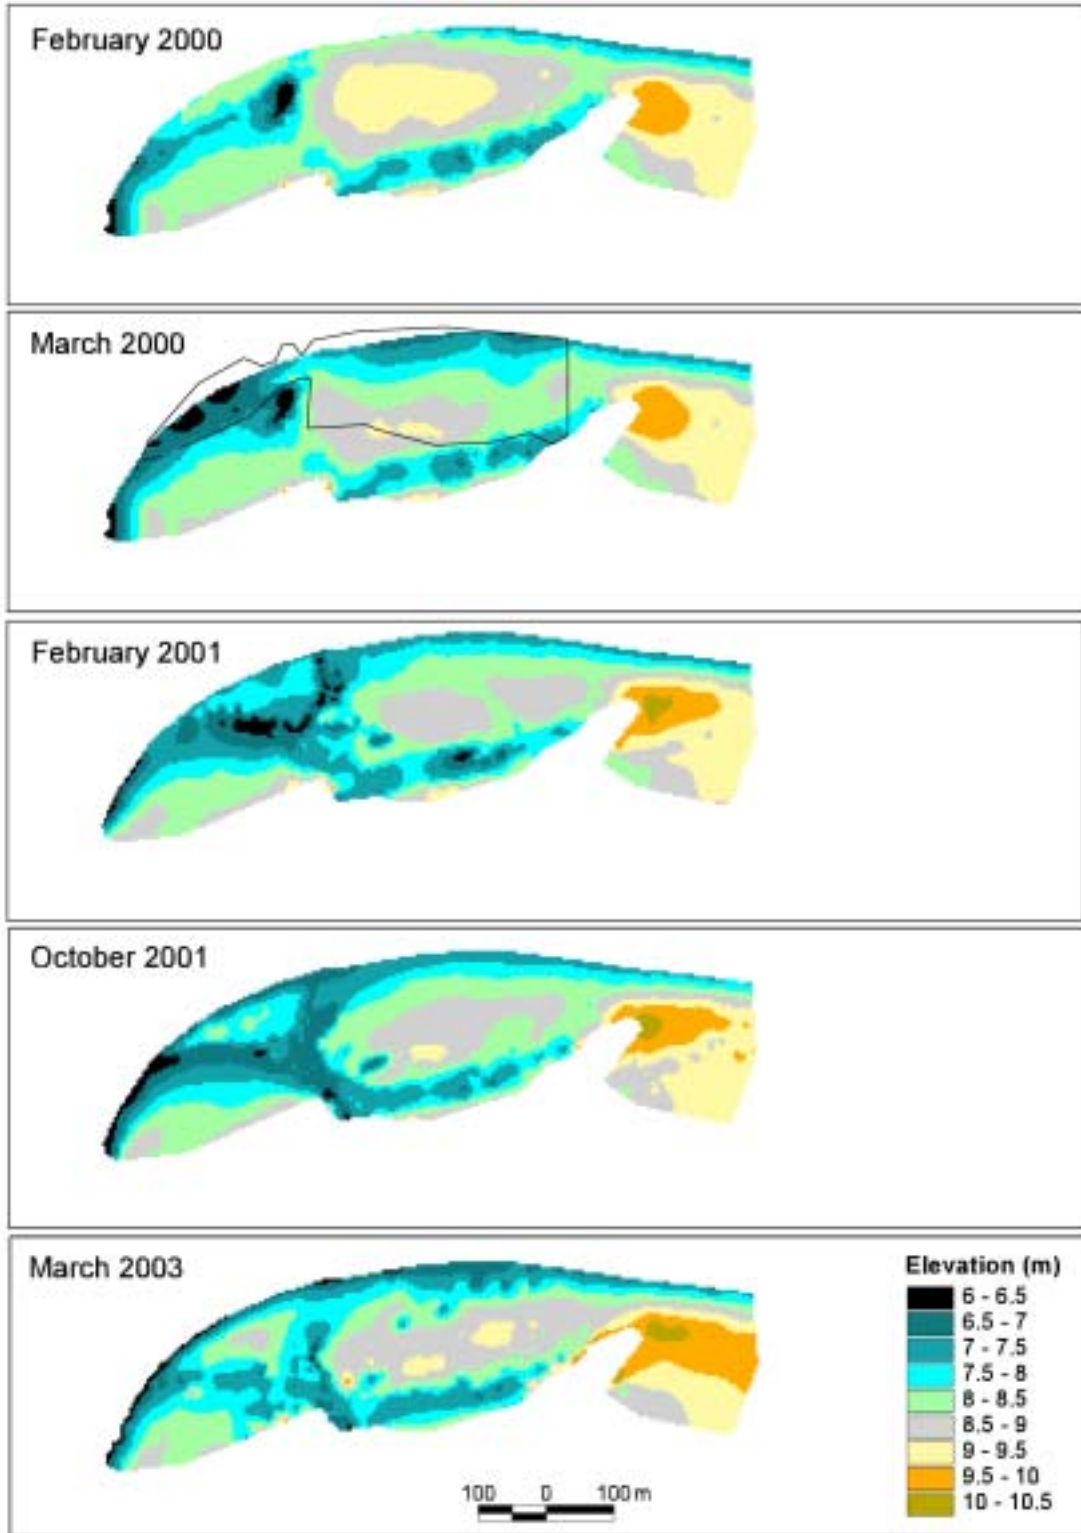 February 2000
March 2000
February 2001
October 2001
March 2003
Elevation (m)
6 - 6.5
6.5 - 7
7 - 7.5
7.5 - 8
8 - 8.5
8.5 - 9
9 - 9.5
9.5 - 10
10 - 10.5
100 0 100 m